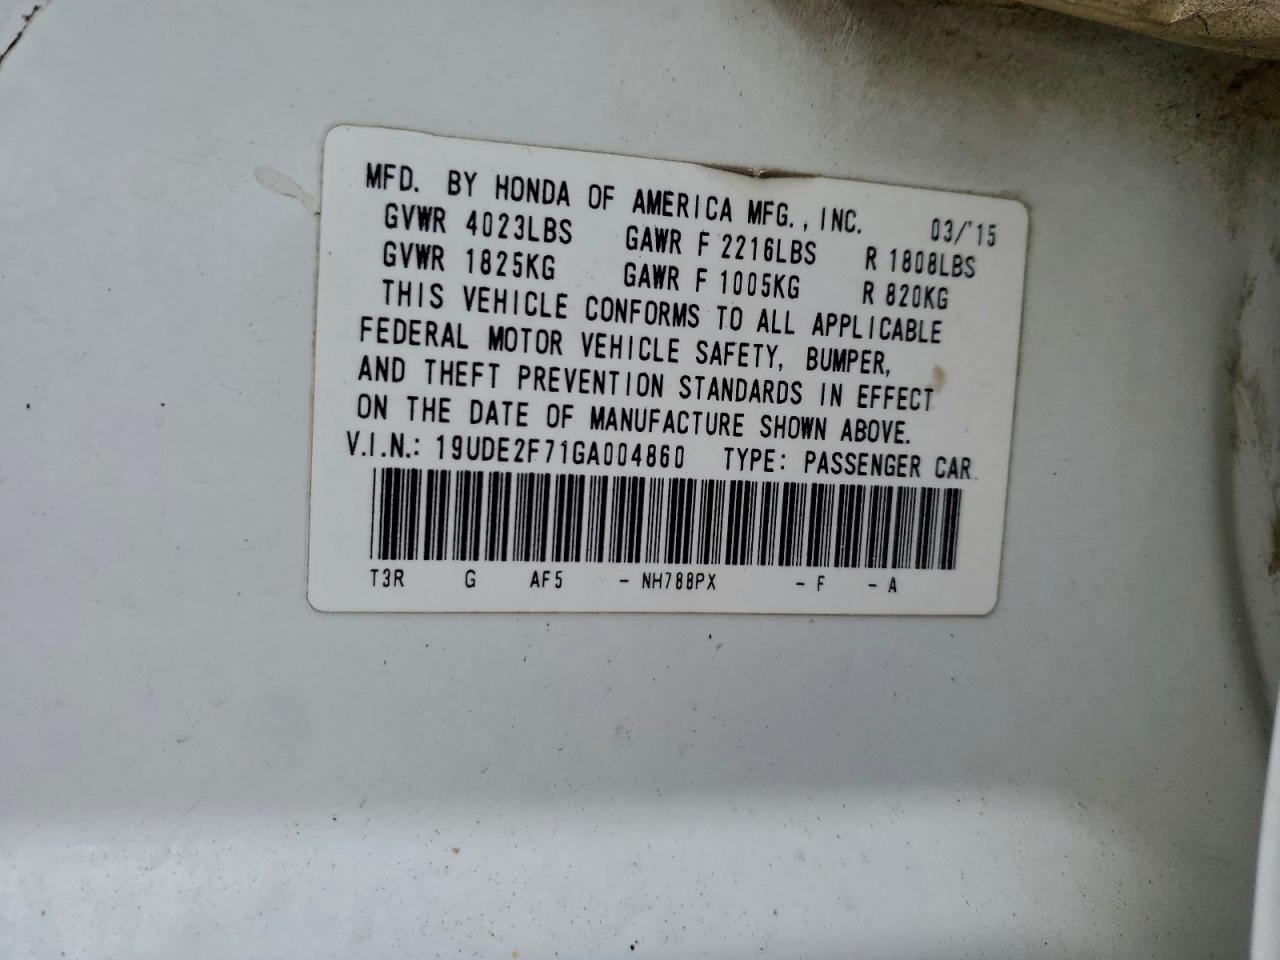 MFD. BY HONDA OF AMERICA MFG., INC. 03/15
GVWR 4023LBS GAWR F 2216LBS R 1808LBS
GVWR 1825KG GAWR F 1005KG R 820KG
THIS VEHICLE CONFORMS TO ALL APPLICABLE
FEDERAL MOTOR VEHICLE SAFETY, BUMPER,
AND THEFT PREVENTION STANDARDS IN EFFECT
ON THE DATE OF MANUFACTURE SHOWN ABOVE.
V.I.N.: 19UDE2F71GA004860 TYPE: PASSENGER CAR
T3R G AF5 - NH788PX - F - A